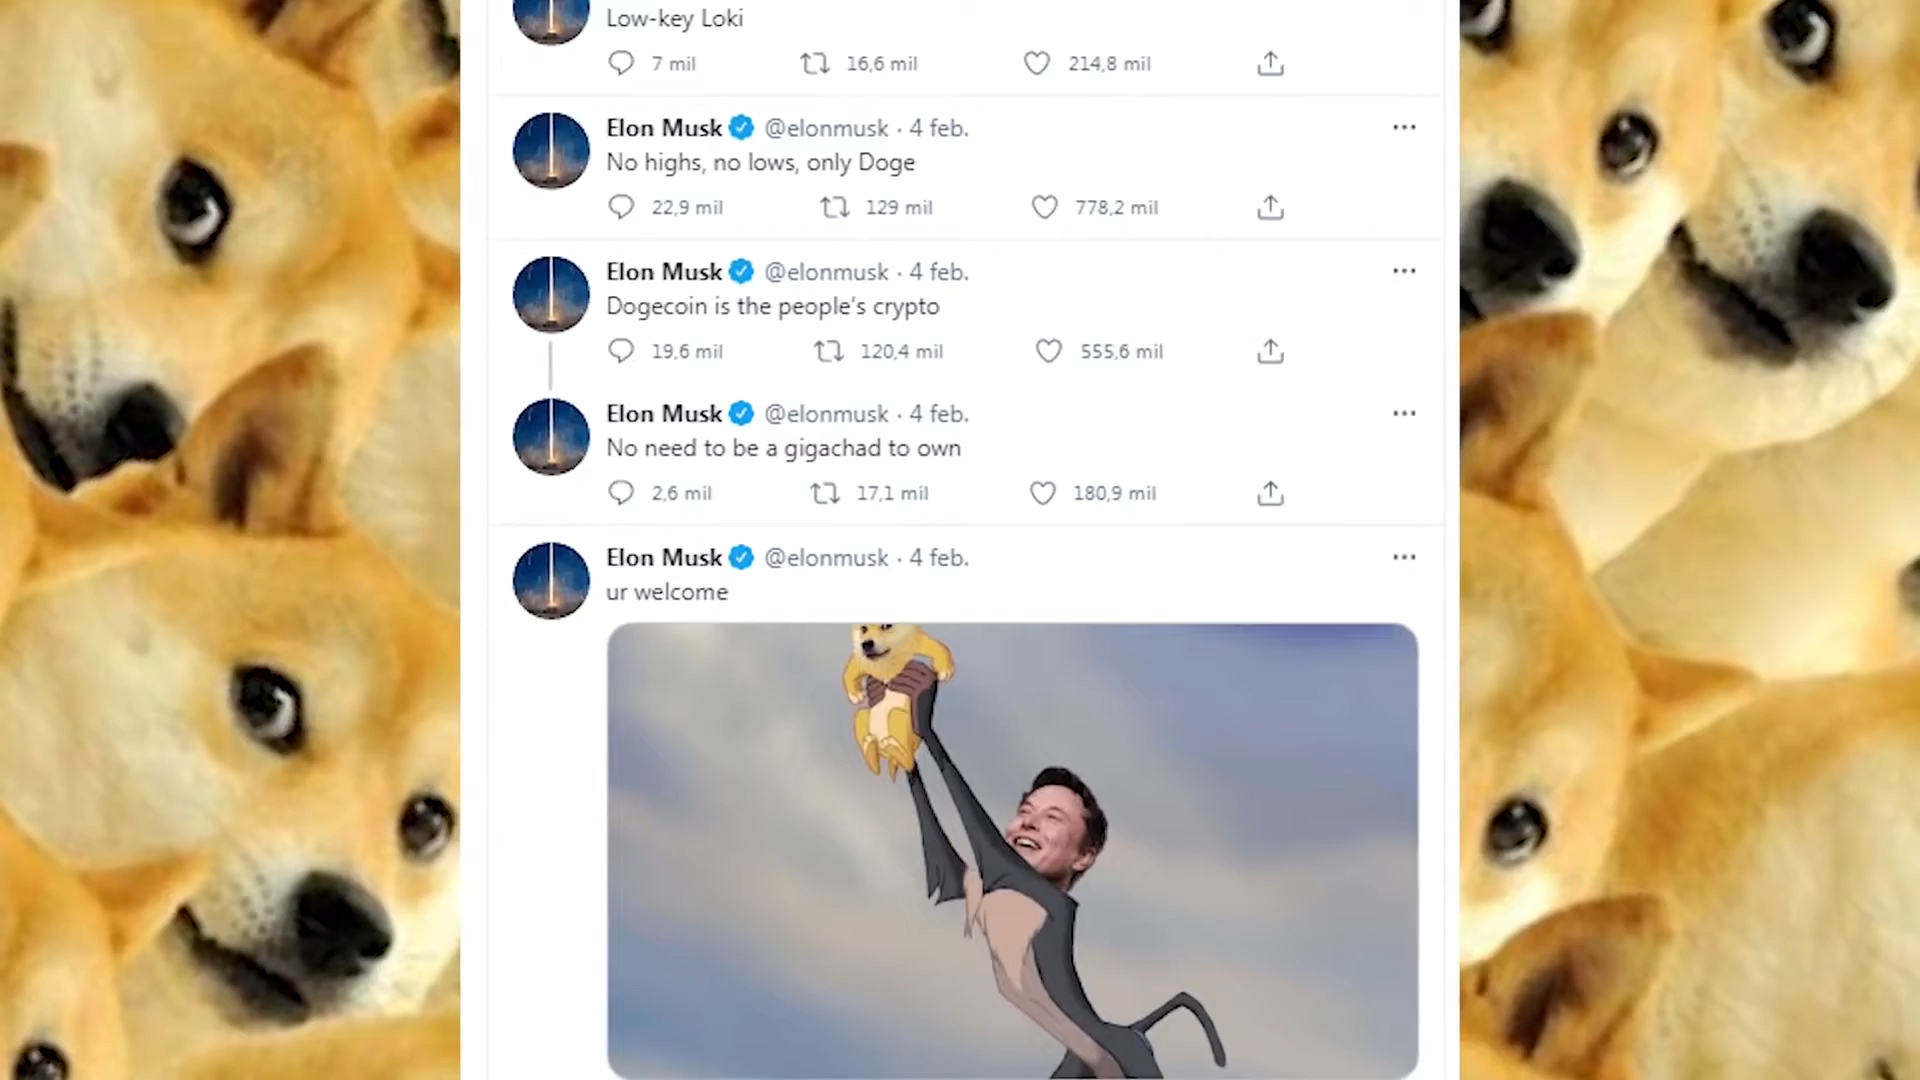 Low-key Loki
7 mil 16,6 mil 214,8 mil
Elon Musk @elonmusk · 4 feb.
No highs, no lows, only Doge
22,9 mil 129 mil 778,2 mil
Elon Musk @elonmusk · 4 feb.
Dogecoin is the people's crypto
19,6 mil 120,4 mil 555,6 mil
Elon Musk @elonmusk · 4 feb.
No need to be a gigachad to own
2,6 mil 17,1 mil 180,9 mil
Elon Musk @elonmusk · 4 feb.
ur welcome